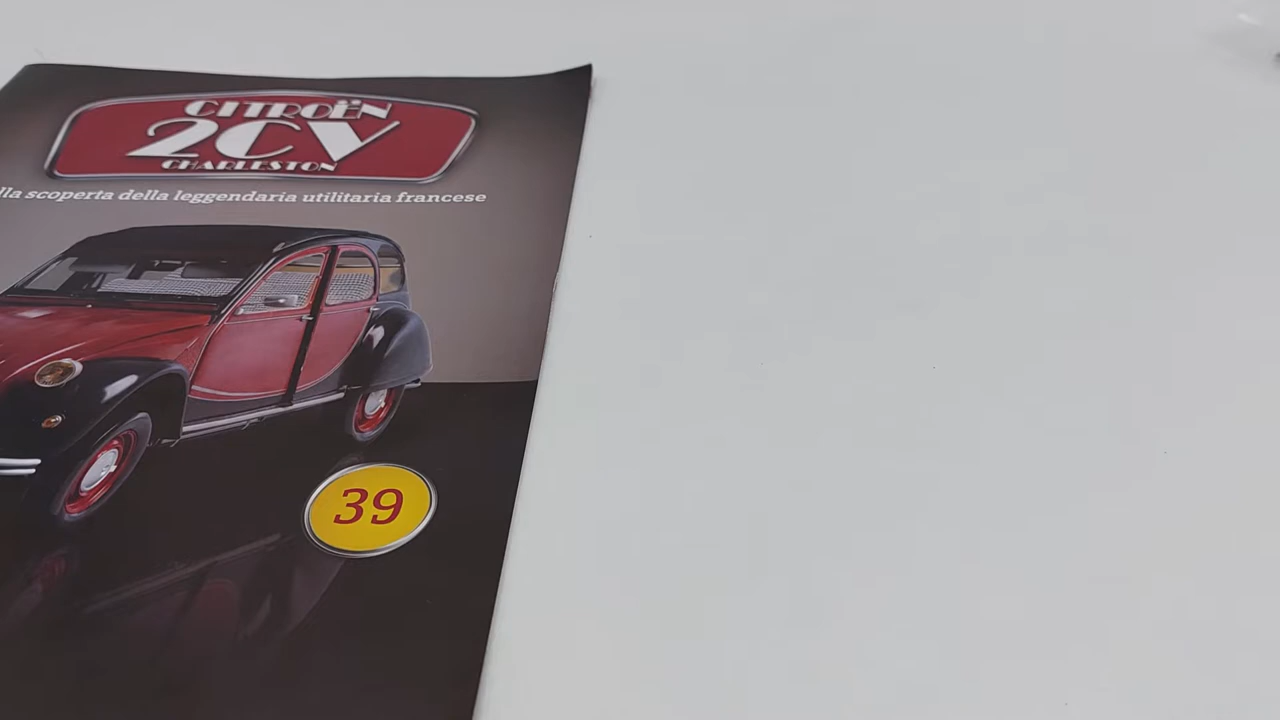 CITROËN
2CV
CHARLESTON
lla scoperta della leggendaria utilitaria francese
39